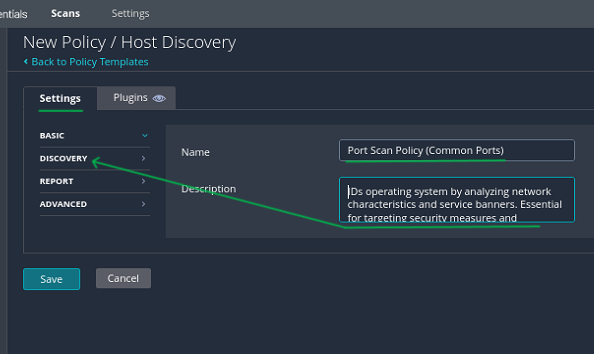 entials Scans Settings
New Policy / Host Discovery
Back to Policy Templates
Settings Plugins
BASIC
DISCOVERY
REPORT
ADVANCED
Name
Port Scan Policy (Common Ports)
Description
IDs operating system by analyzing network
characteristics and service banners. Essential
for targeting security measures and
Save Cancel